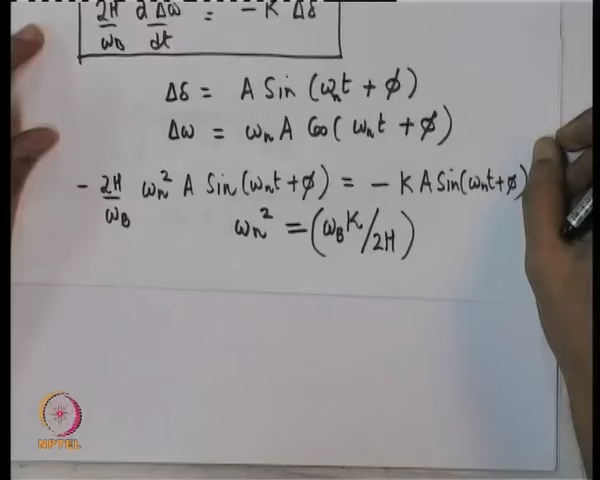 2H/ωB dΔω/dt = - K Δδ
Δδ = A Sin (ωnt + φ)
Δω = ωn A Cos (ωnt + φ)
- 2H/ωB ωn² A Sin(ωnt+φ) = - K A Sin(ωnt+φ)
ωn² = (ωBK/2H)
NPTEL